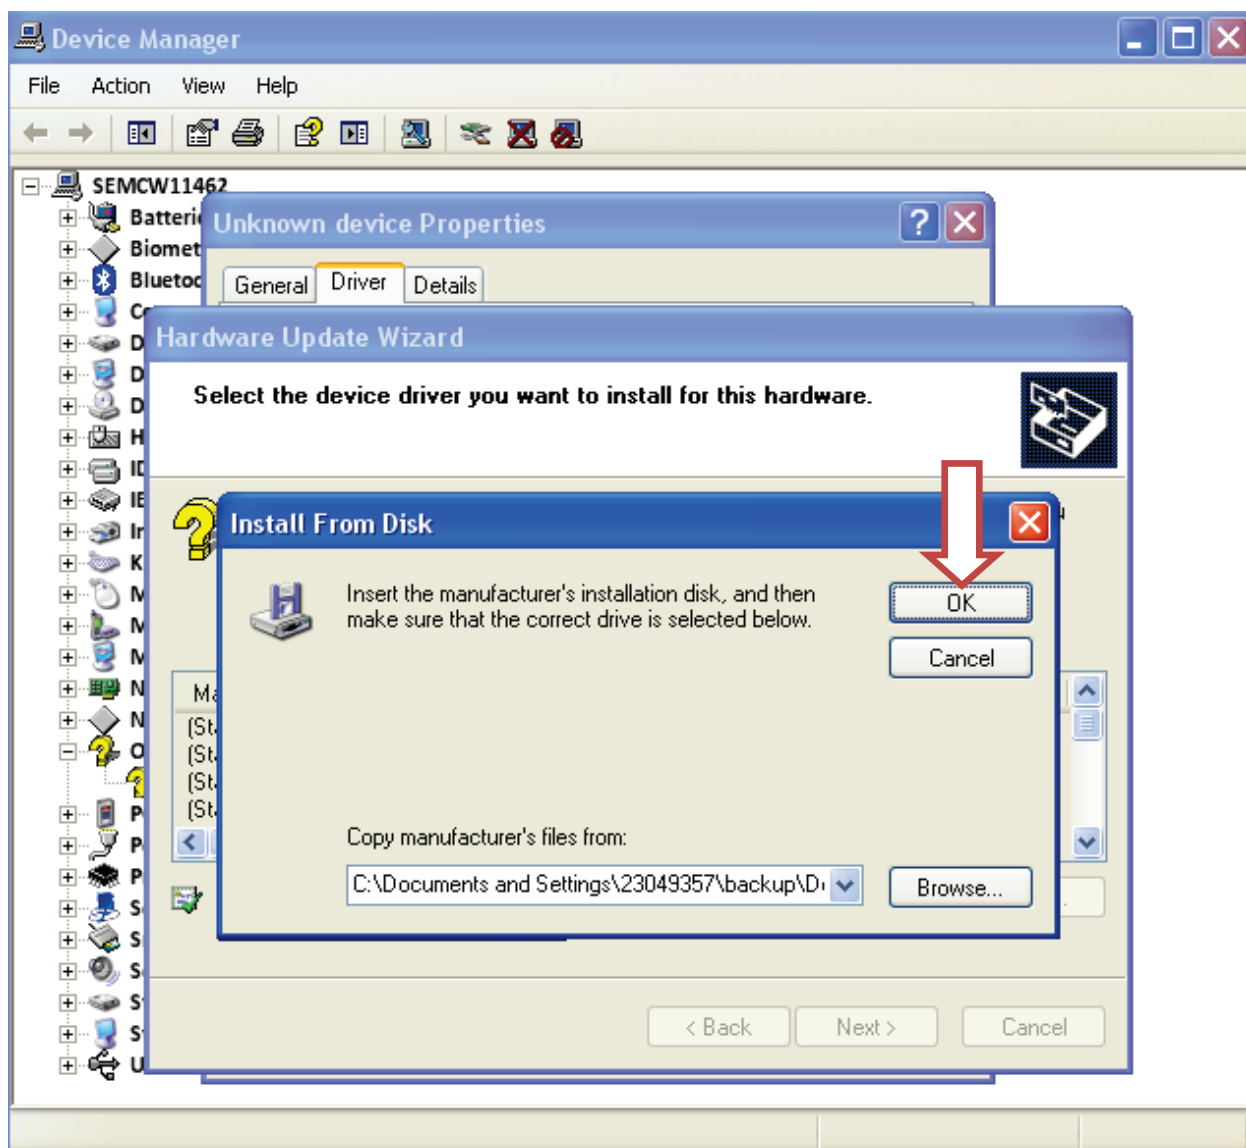 Device Manager
File Action View Help
SEMCW11462
Batterie
Biomet
Bluetoc
Unknown device Properties
General Driver Details
Hardware Update Wizard
Select the device driver you want to install for this hardware.
Install From Disk
Insert the manufacturer's installation disk, and then
make sure that the correct drive is selected below.
OK
Cancel
Copy manufacturer's files from:
C:\Documents and Settings\23049357\backup\D
Browse...
< Back Next > Cancel